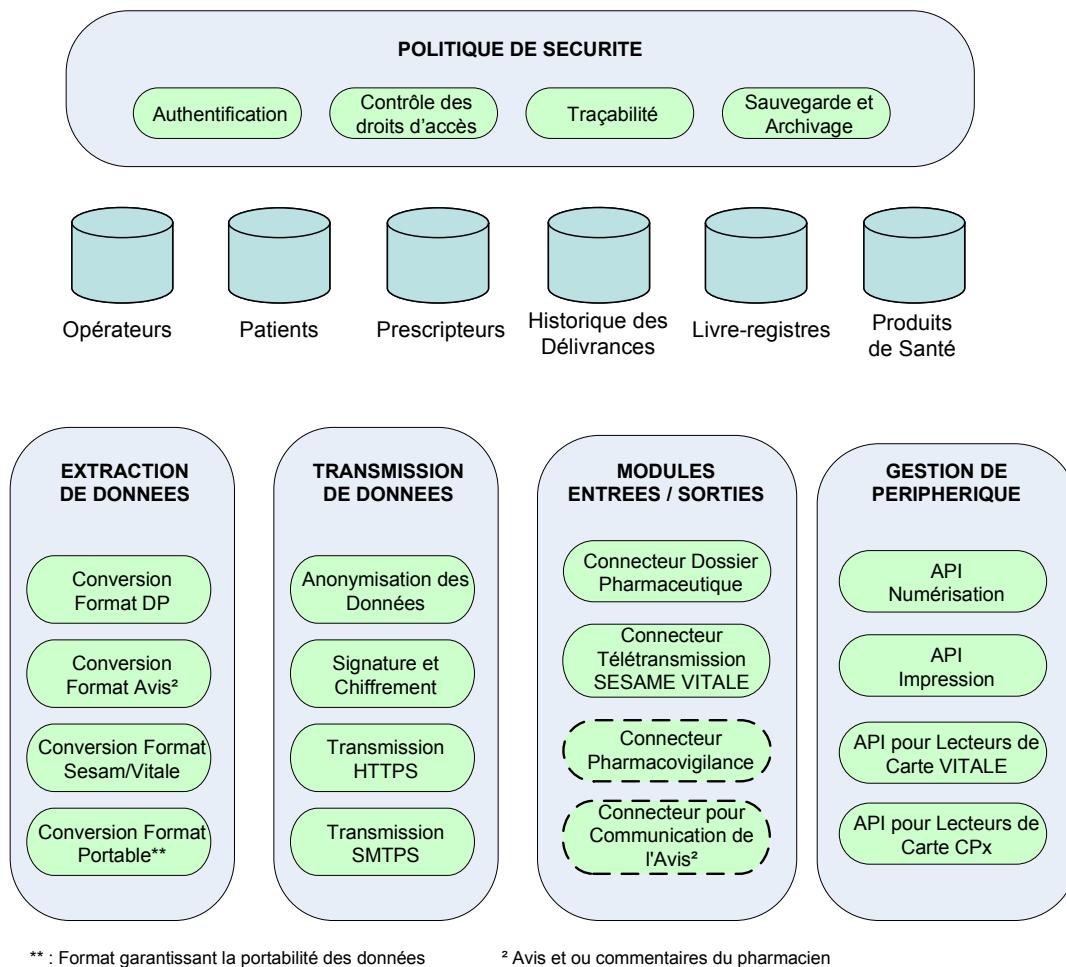 POLITIQUE DE SECURITE
Authentification
Contrôle des
droits d'accès
Traçabilité
Sauvegarde et
Archivage
Opérateurs
Patients
Prescripteurs
Historique des
Délivrances
Livre-registres
Produits
de Santé
EXTRACTION
DE DONNEES
Conversion
Format DP
Conversion
Format Avis²
Conversion Format
Sesam/Vitale
Conversion Format
Portable**
TRANSMISSION
DE DONNEES
Anonymisation des
Données
Signature et
Chiffrement
Transmission
HTTPS
Transmission
SMTPS
MODULES
ENTREES / SORTIES
Connecteur Dossier
Pharmaceutique
Connecteur
Télétransmission
SESAME VITALE
Connecteur
Pharmacovigilance
Connecteur pour
Communication de
l'Avis²
GESTION DE
PERIPHERIQUE
API
Numérisation
API
Impression
API pour Lecteurs de
Carte VITALE
API pour Lecteurs de
Carte CPx
** : Format garantissant la portabilité des données
² Avis et ou commentaires du pharmacien